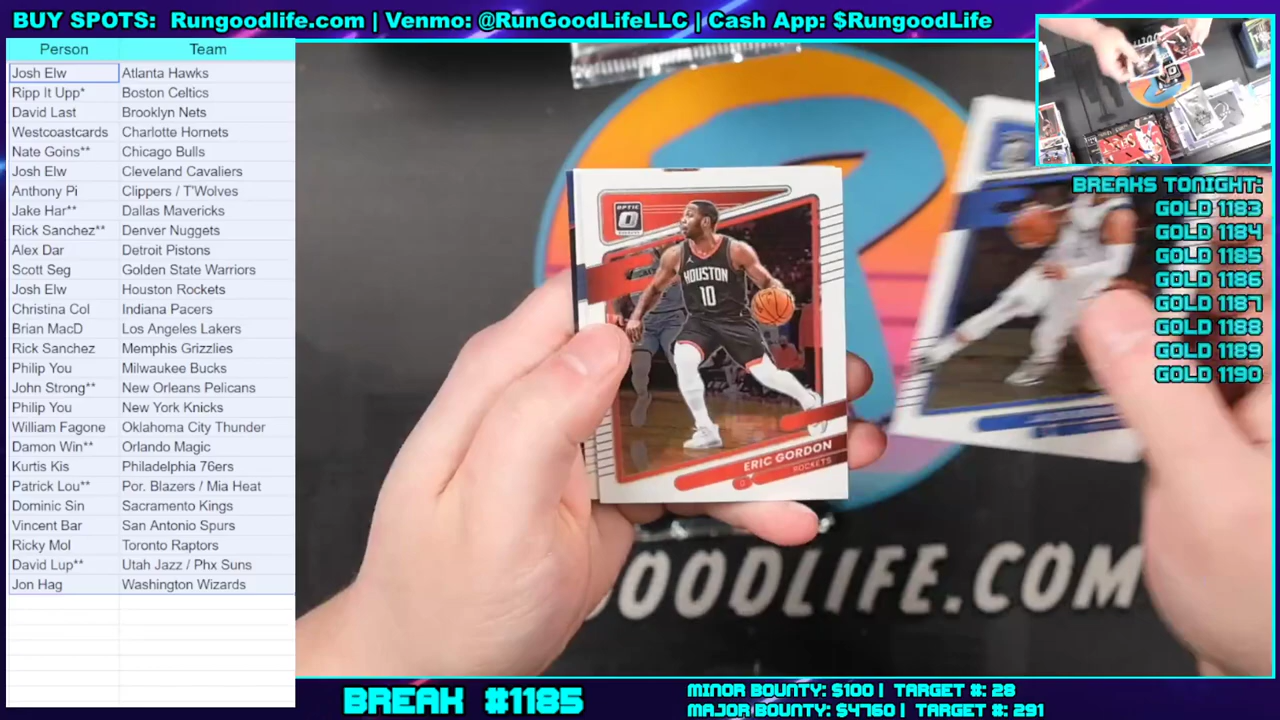 BUY SPOTS: Rungoodlife.com | Venmo: @RunGoodLifeLLC | Cash App: $RungoodLife
Person Team
Josh Elw Atlanta Hawks
Ripp It Upp* Boston Celtics
David Last Brooklyn Nets
Westcoastcards Charlotte Hornets
Nate Goins** Chicago Bulls
Josh Elw Cleveland Cavaliers
Anthony Pi Clippers / T'Wolves
Jake Har** Dallas Mavericks
Rick Sanchez** Denver Nuggets
Alex Dar Detroit Pistons
Scott Seg Golden State Warriors
Josh Elw Houston Rockets
Christina Col Indiana Pacers
Brian MacD Los Angeles Lakers
Rick Sanchez Memphis Grizzlies
Philip You Milwaukee Bucks
John Strong** New Orleans Pelicans
Philip You New York Knicks
William Fagone Oklahoma City Thunder
Damon Win** Orlando Magic
Kurtis Kis Philadelphia 76ers
Patrick Lou** Por. Blazers / Mia Heat
Dominic Sin Sacramento Kings
Vincent Bar San Antonio Spurs
Ricky Mol Toronto Raptors
David Lup** Utah Jazz / Phx Suns
Jon Hag Washington Wizards
OPTIC
HOUSTON
10
ERIC GORDON
ROCKETS
OODLIFE.COM
BREAKS TONIGHT:
GOLD 1183
GOLD 1184
GOLD 1185
GOLD 1186
GOLD 1187
GOLD 1188
GOLD 1189
GOLD 1190
BREAK #1185
MINOR BOUNTY: $100 | TARGET #: 28
MAJOR BOUNTY: $4760 | TARGET #: 291